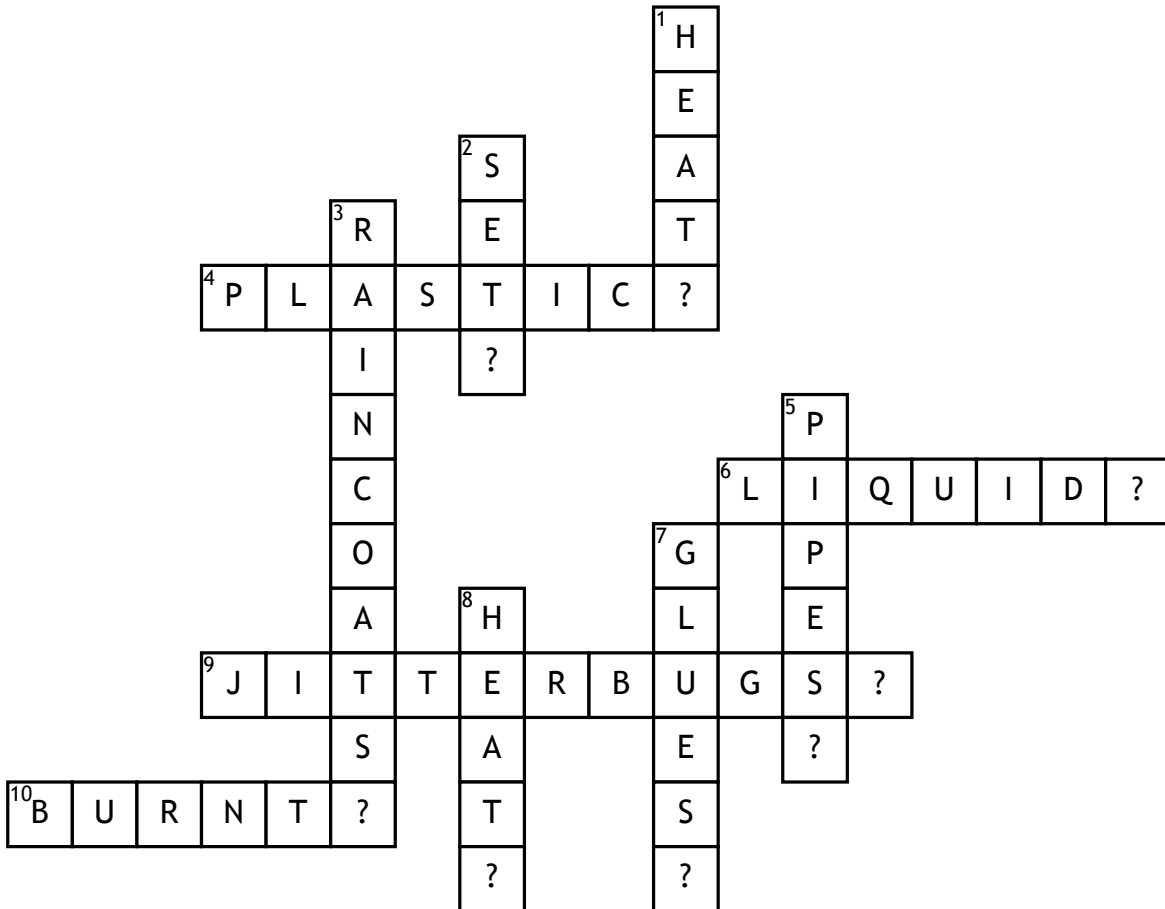 1 H
E
2 S A
3 R E T
4 P L A S T I C ?
I ?
N 5 P
C 6 L I Q U I D ?
O 7 G P
A 8 H L E
9 J I T T E R B U G S ?
S A E ?
10 B U R N T ? T S
? ?